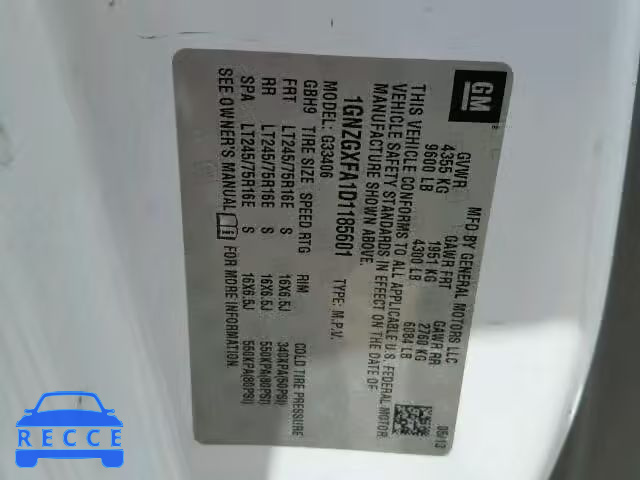 GM
MFD BY GENERAL MOTORS LLC
GVWR GAWR FRT GAWR RR
4355 KG 1951 KG 2760 KG
9600 LB 4300 LB 6084 LB
06/13
THIS VEHICLE CONFORMS TO ALL APPLICABLE U.S. FEDERAL MOTOR
VEHICLE SAFETY STANDARDS IN EFFECT ON THE DATE OF
MANUFACTURE SHOWN ABOVE.
1GNZGXFA1D1185601 TYPE: M.P.V.
MODEL: G33406
GBH9 TIRE SIZE SPEED RTG RIM COLD TIRE PRESSURE
FRT LT245/75R16E S 16X6.5J 340KPA(50PSI)
RR LT245/75R16E S 16X6.5J 550KPA(80PSI)
SPA LT245/75R16E S 16X6.5J 550KPA(80PSI)
SEE OWNER'S MANUAL FOR MORE INFORMATION.
RECCE